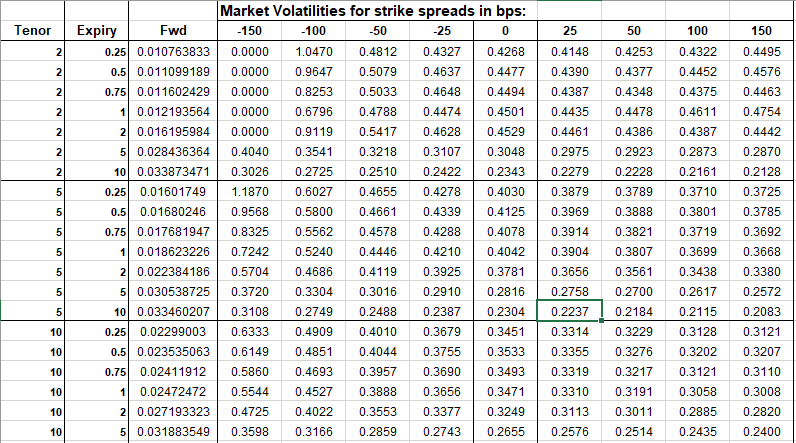 Market Volatilities for strike spreads in bps:
Tenor Expiry Fwd -150 -100 -50 -25 0 25 50 100 150
2 0.25 0.010763833 0.0000 1.0470 0.4812 0.4327 0.4268 0.4148 0.4253 0.4322 0.4495
2 0.5 0.011099189 0.0000 0.9647 0.5079 0.4637 0.4477 0.4390 0.4377 0.4452 0.4576
2 0.75 0.011602429 0.0000 0.8253 0.5033 0.4648 0.4494 0.4387 0.4348 0.4375 0.4463
2 1 0.012193564 0.0000 0.6796 0.4788 0.4474 0.4501 0.4435 0.4478 0.4611 0.4754
2 2 0.016195984 0.0000 0.9119 0.5417 0.4628 0.4529 0.4461 0.4386 0.4387 0.4442
2 5 0.028436364 0.4040 0.3541 0.3218 0.3107 0.3048 0.2975 0.2923 0.2873 0.2870
2 10 0.033873471 0.3026 0.2725 0.2510 0.2422 0.2343 0.2279 0.2228 0.2161 0.2128
5 0.25 0.01601749 1.1870 0.6027 0.4655 0.4278 0.4030 0.3879 0.3789 0.3710 0.3725
5 0.5 0.01680246 0.9568 0.5800 0.4661 0.4339 0.4125 0.3969 0.3888 0.3801 0.3785
5 0.75 0.017681947 0.8325 0.5562 0.4578 0.4288 0.4078 0.3914 0.3821 0.3719 0.3692
5 1 0.018623226 0.7242 0.5240 0.4446 0.4210 0.4042 0.3904 0.3807 0.3699 0.3668
5 2 0.022384186 0.5704 0.4686 0.4119 0.3925 0.3781 0.3656 0.3561 0.3438 0.3380
5 5 0.030538725 0.3720 0.3304 0.3016 0.2910 0.2816 0.2758 0.2700 0.2617 0.2572
5 10 0.033460207 0.3108 0.2749 0.2488 0.2387 0.2304 0.2237 0.2184 0.2115 0.2083
10 0.25 0.02299003 0.6333 0.4909 0.4010 0.3679 0.3451 0.3314 0.3229 0.3128 0.3121
10 0.5 0.023535063 0.6149 0.4851 0.4044 0.3755 0.3533 0.3355 0.3276 0.3202 0.3207
10 0.75 0.02411912 0.5860 0.4693 0.3957 0.3690 0.3493 0.3319 0.3217 0.3121 0.3110
10 1 0.02472472 0.5544 0.4527 0.3888 0.3656 0.3471 0.3310 0.3191 0.3058 0.3008
10 2 0.027193323 0.4725 0.4022 0.3553 0.3377 0.3249 0.3113 0.3011 0.2885 0.2820
10 5 0.031883549 0.3598 0.3166 0.2859 0.2743 0.2655 0.2576 0.2514 0.2435 0.2400